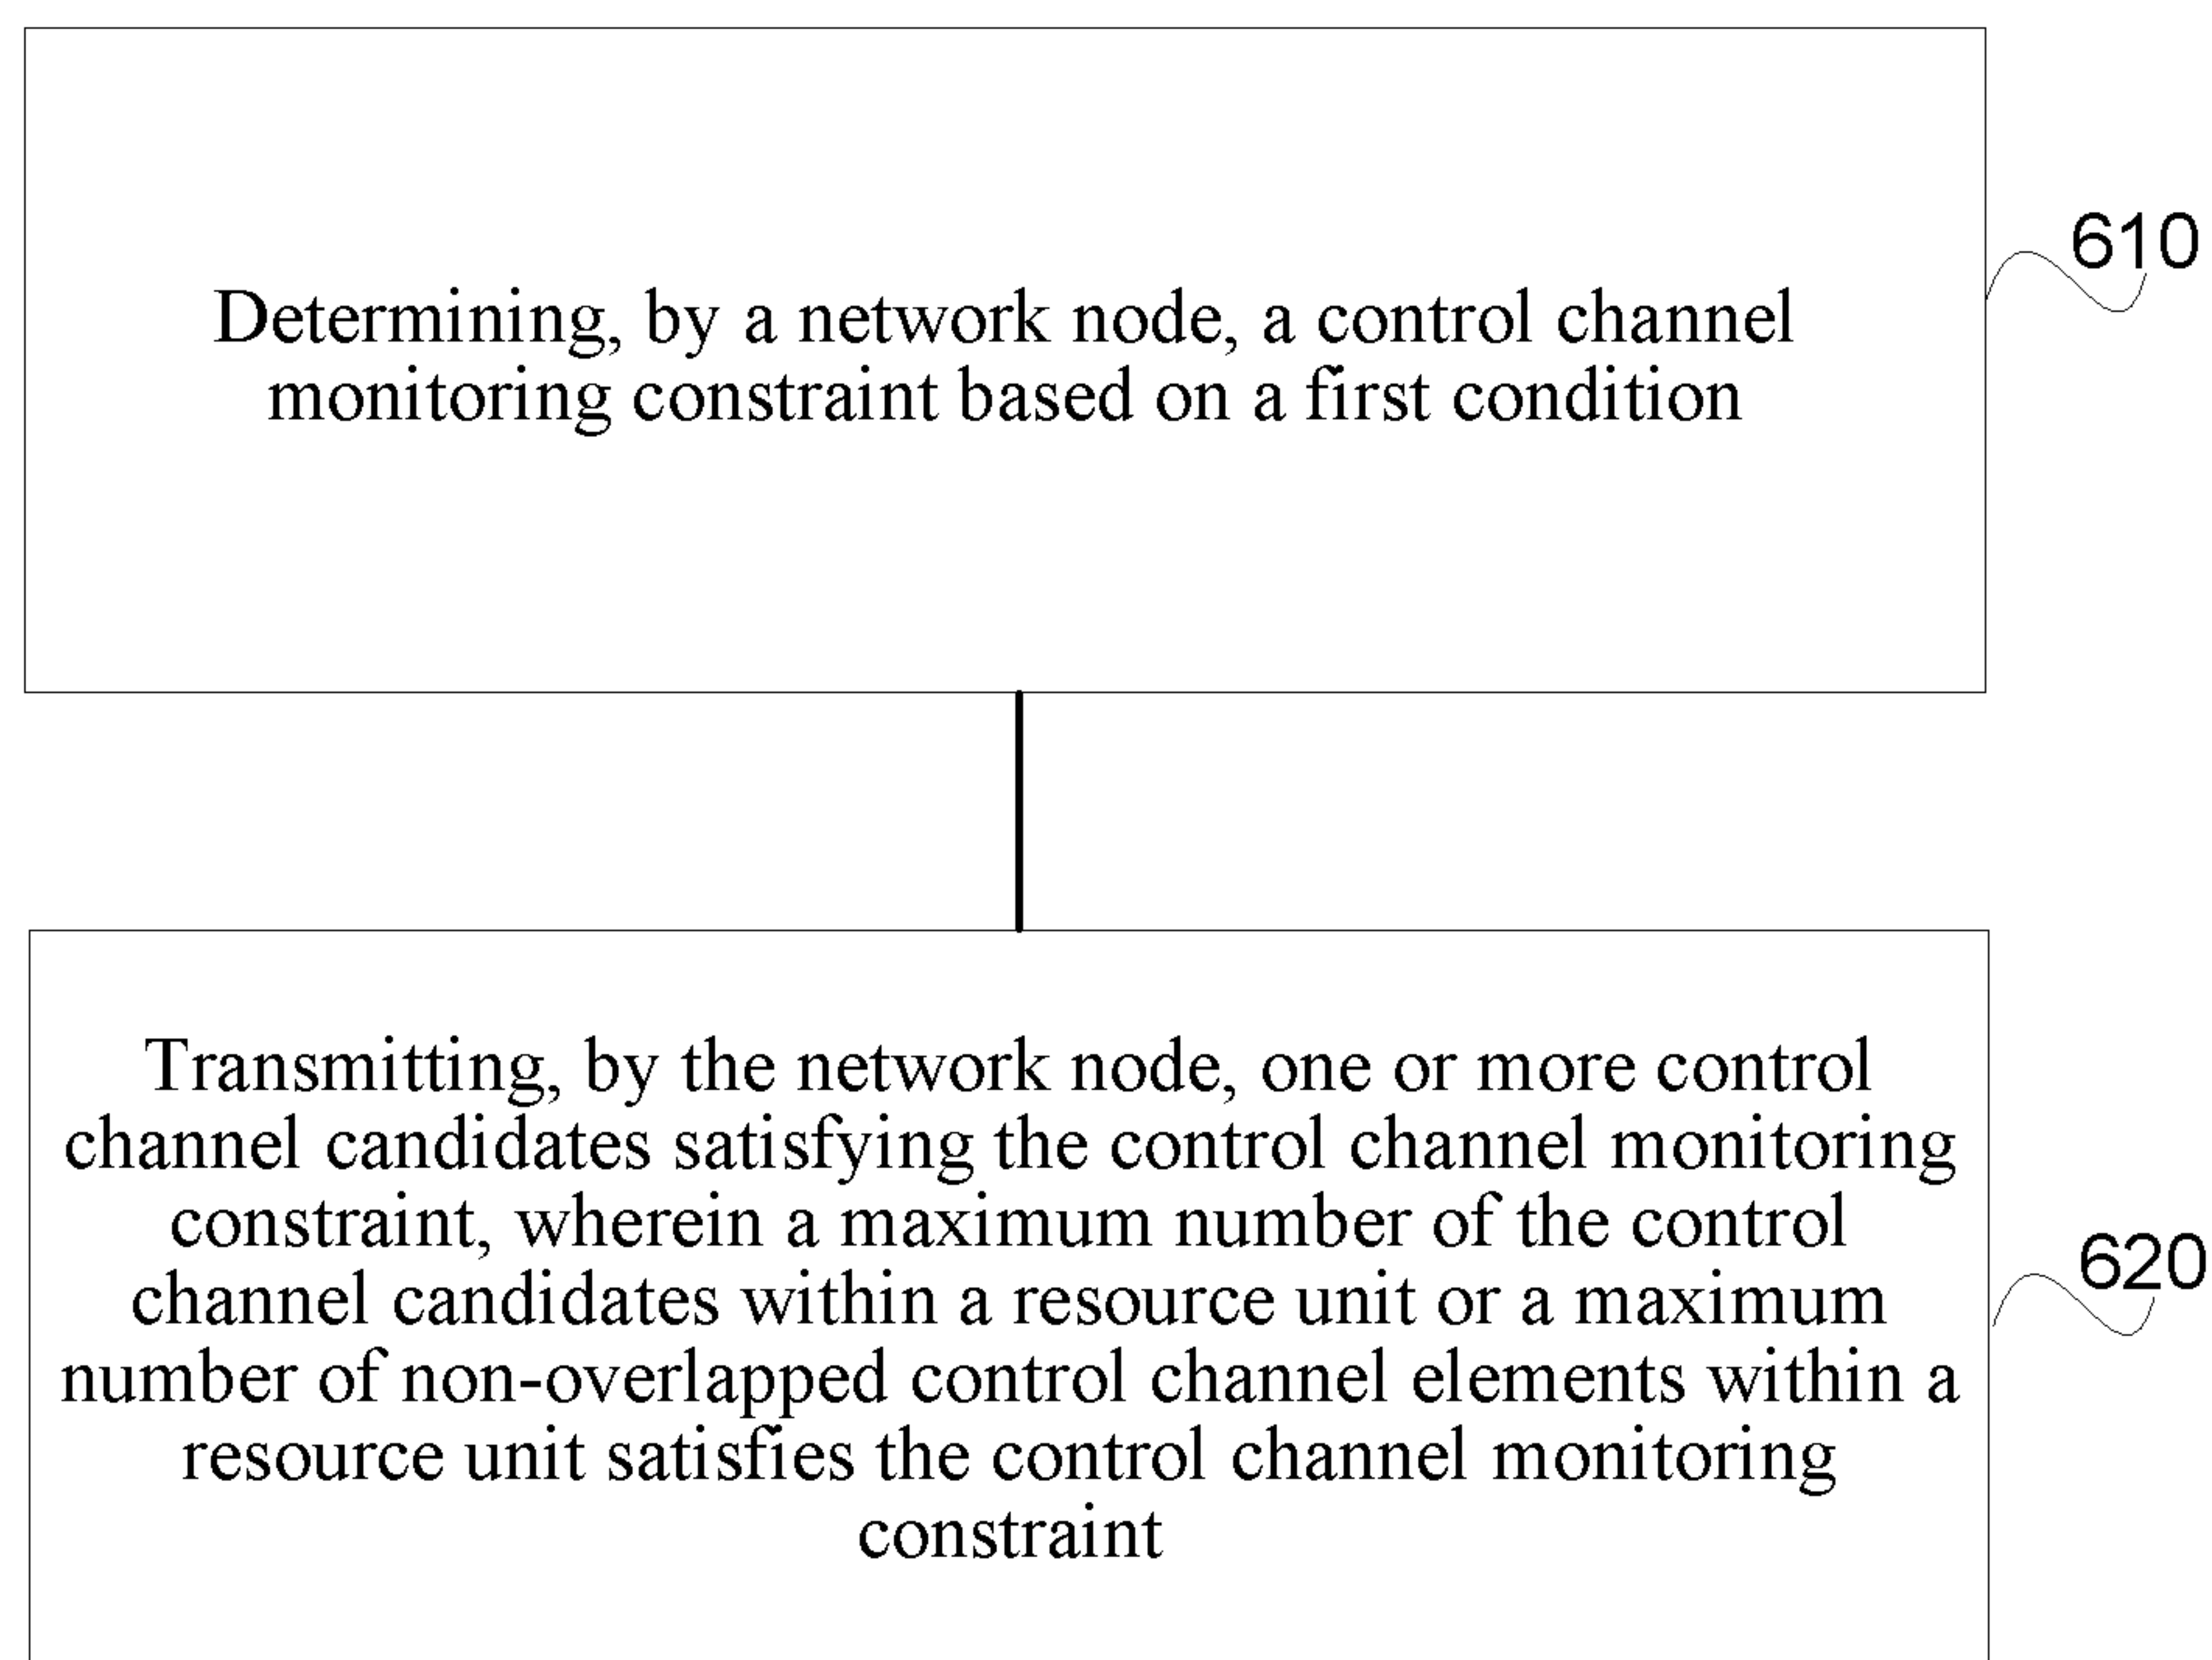 Determining, by a network node, a control channel
monitoring constraint based on a first condition
610
Transmitting, by the network node, one or more control
channel candidates satisfying the control channel monitoring
constraint, wherein a maximum number of the control
channel candidates within a resource unit or a maximum
number of non-overlapped control channel elements within a
resource unit satisfies the control channel monitoring
constraint
620